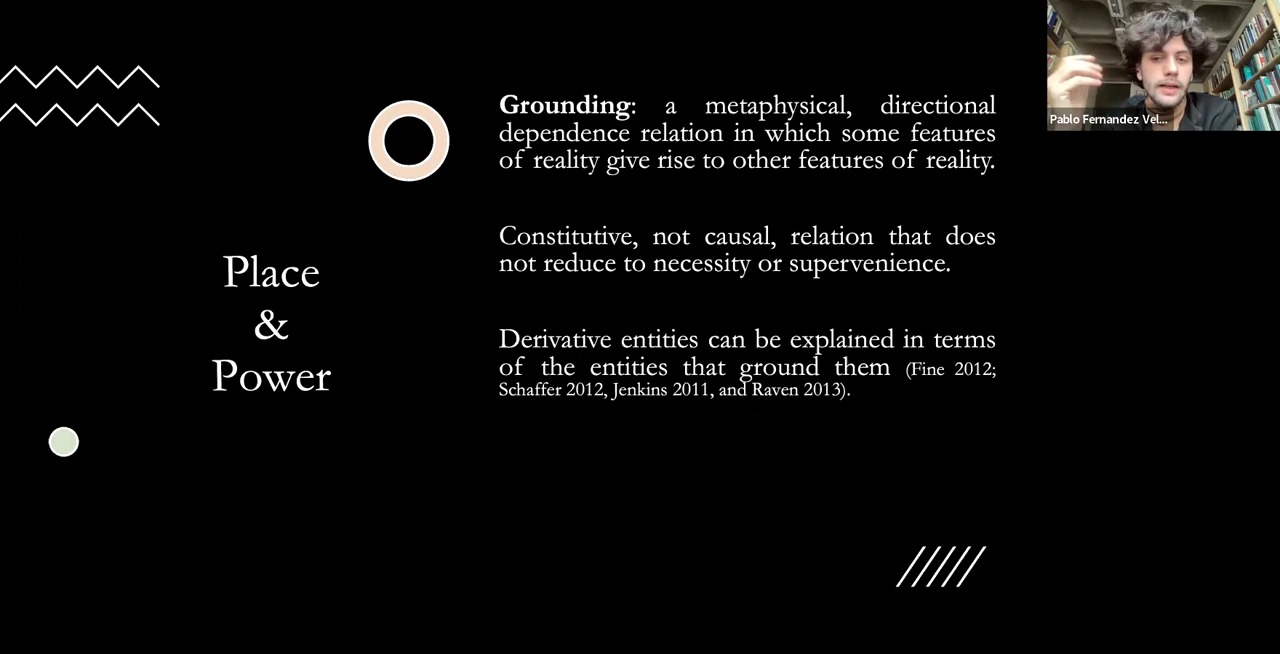 Place
&
Power
Grounding: a metaphysical, directional
dependence relation in which some features
of reality give rise to other features of reality.
Constitutive, not causal, relation that does
not reduce to necessity or supervenience.
Derivative entities can be explained in terms
of the entities that ground them (Fine 2012;
Schaffer 2012, Jenkins 2011, and Raven 2013).
Pablo Fernandez Vel...